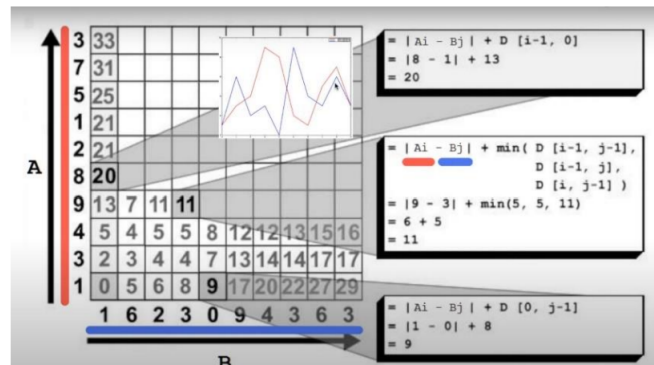 3 33
= | Ai - Bj | + D [i-1, 0]
= |8 - 1| + 13
= 20
7 31
5 25
1 21
2 21
8 20
= | Ai - Bj | + min( D [i-1, j-1],
D [i-1, j],
D [i, j-1] )
= |9 - 3| + min(5, 5, 11)
= 6 + 5
= 11
A
9 13 7 11 11
4 5 4 5 5 8 12 12 13 15 16
3 2 3 4 4 7 13 14 14 17 17
1 0 5 6 8 9 17 20 22 27 29
= | Ai - Bj | + D [0, j-1]
= |1 - 0| + 8
= 9
1 6 2 3 0 9 4 3 6 3
B